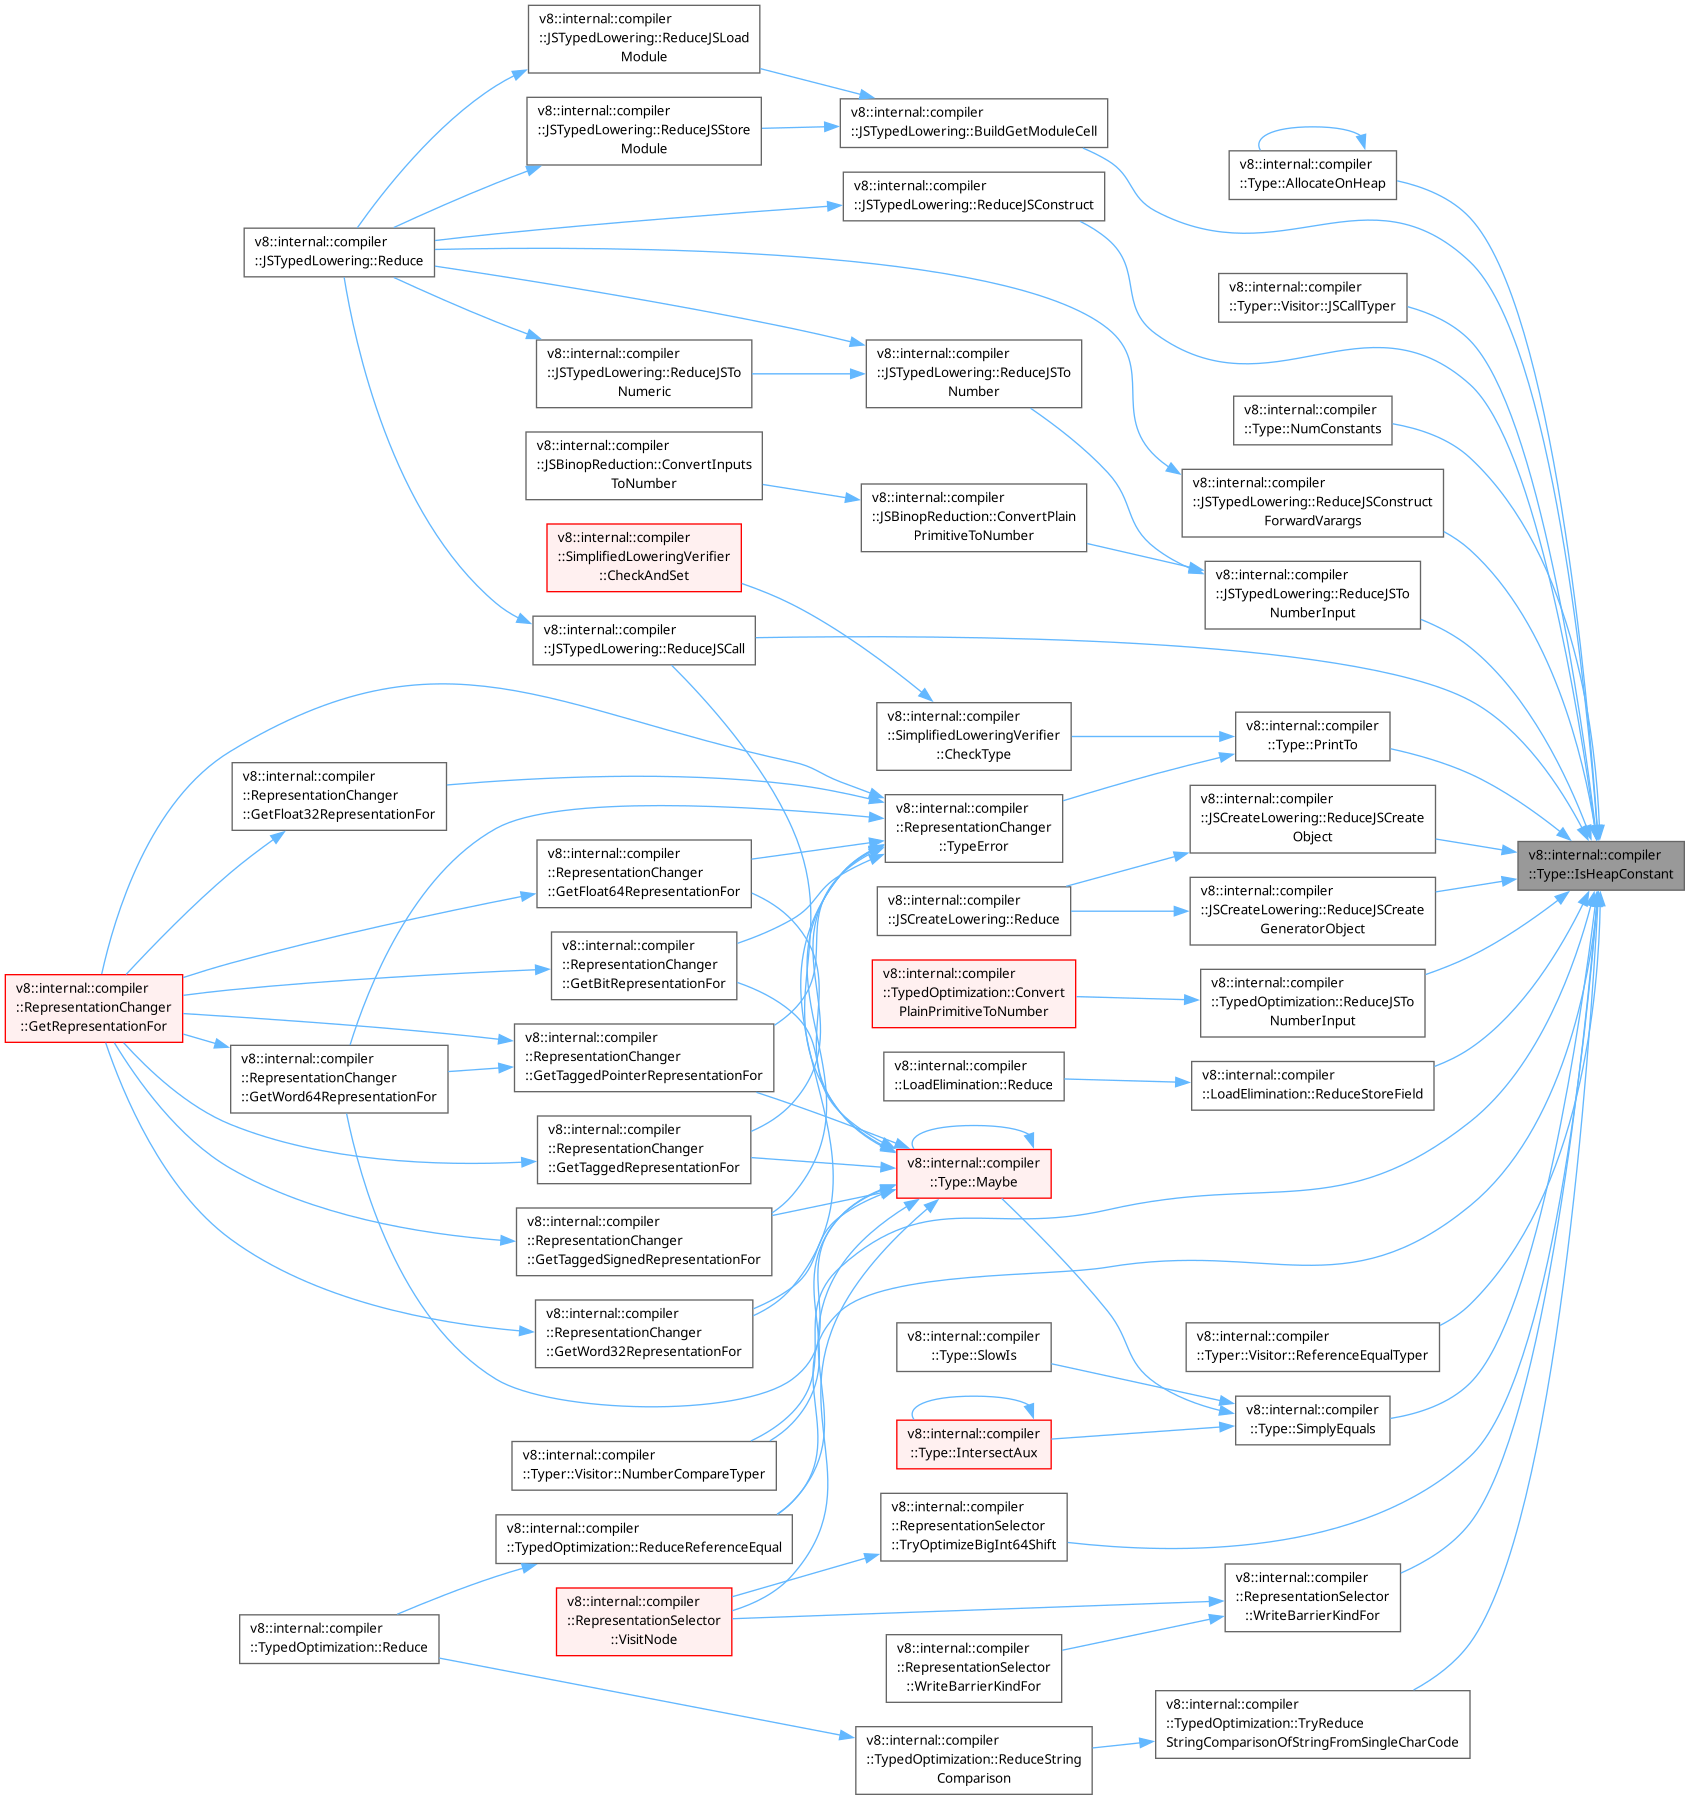 v8::internal::compiler
::JSTypedLowering::ReduceJSLoad
Module
v8::internal::compiler
::JSTypedLowering::ReduceJSStore
Module
v8::internal::compiler
::JSTypedLowering::BuildGetModuleCell
v8::internal::compiler
::Type::AllocateOnHeap
v8::internal::compiler
::JSTypedLowering::ReduceJSConstruct
v8::internal::compiler
::JSTypedLowering::Reduce
v8::internal::compiler
::Typer::Visitor::JSCallTyper
v8::internal::compiler
::JSTypedLowering::ReduceJSTo
Numeric
v8::internal::compiler
::JSTypedLowering::ReduceJSTo
Number
v8::internal::compiler
::Type::NumConstants
v8::internal::compiler
::JSBinopReduction::ConvertInputs
ToNumber
v8::internal::compiler
::JSBinopReduction::ConvertPlain
PrimitiveToNumber
v8::internal::compiler
::JSTypedLowering::ReduceJSConstruct
ForwardVarargs
v8::internal::compiler
::SimplifiedLoweringVerifier
::CheckAndSet
v8::internal::compiler
::JSTypedLowering::ReduceJSTo
NumberInput
v8::internal::compiler
::JSTypedLowering::ReduceJSCall
v8::internal::compiler
::SimplifiedLoweringVerifier
::CheckType
v8::internal::compiler
::Type::PrintTo
v8::internal::compiler
::RepresentationChanger
::GetFloat32RepresentationFor
v8::internal::compiler
::RepresentationChanger
::TypeError
v8::internal::compiler
::JSCreateLowering::ReduceJSCreate
Object
v8::internal::compiler
::Type::IsHeapConstant
v8::internal::compiler
::RepresentationChanger
::GetFloat64RepresentationFor
v8::internal::compiler
::JSCreateLowering::Reduce
v8::internal::compiler
::JSCreateLowering::ReduceJSCreate
GeneratorObject
v8::internal::compiler
::RepresentationChanger
::GetBitRepresentationFor
v8::internal::compiler
::TypedOptimization::Convert
PlainPrimitiveToNumber
v8::internal::compiler
::TypedOptimization::ReduceJSTo
NumberInput
v8::internal::compiler
::RepresentationChanger
::GetRepresentationFor
v8::internal::compiler
::RepresentationChanger
::GetWord64RepresentationFor
v8::internal::compiler
::RepresentationChanger
::GetTaggedPointerRepresentationFor
v8::internal::compiler
::LoadElimination::Reduce
v8::internal::compiler
::LoadElimination::ReduceStoreField
v8::internal::compiler
::RepresentationChanger
::GetTaggedRepresentationFor
v8::internal::compiler
::Type::Maybe
v8::internal::compiler
::RepresentationChanger
::GetTaggedSignedRepresentationFor
v8::internal::compiler
::RepresentationChanger
::GetWord32RepresentationFor
v8::internal::compiler
::Type::SlowIs
v8::internal::compiler
::Typer::Visitor::ReferenceEqualTyper
v8::internal::compiler
::Type::SimplyEquals
v8::internal::compiler
::Type::IntersectAux
v8::internal::compiler
::Typer::Visitor::NumberCompareTyper
v8::internal::compiler
::TypedOptimization::ReduceReferenceEqual
v8::internal::compiler
::RepresentationSelector
::TryOptimizeBigInt64Shift
v8::internal::compiler
::RepresentationSelector
::VisitNode
v8::internal::compiler
::RepresentationSelector
::WriteBarrierKindFor
v8::internal::compiler
::TypedOptimization::Reduce
v8::internal::compiler
::RepresentationSelector
::WriteBarrierKindFor
v8::internal::compiler
::TypedOptimization::TryReduce
StringComparisonOfStringFromSingleCharCode
v8::internal::compiler
::TypedOptimization::ReduceString
Comparison